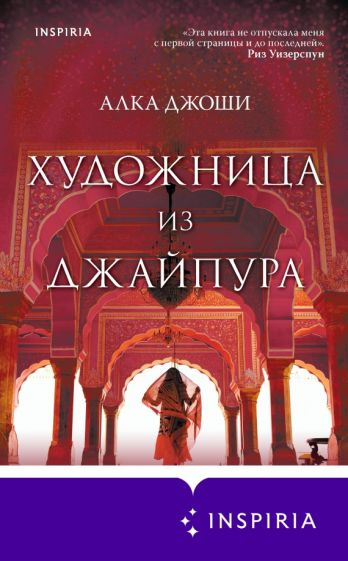 INSPIRIA
«Эта книга не отпускала меня
с первой страницы и до последней».
Риз Уизерспун
АЛКА ДЖОШИ
ХУДОЖНИЦА
ИЗ
ДЖАЙПУРА
INSPIRIA